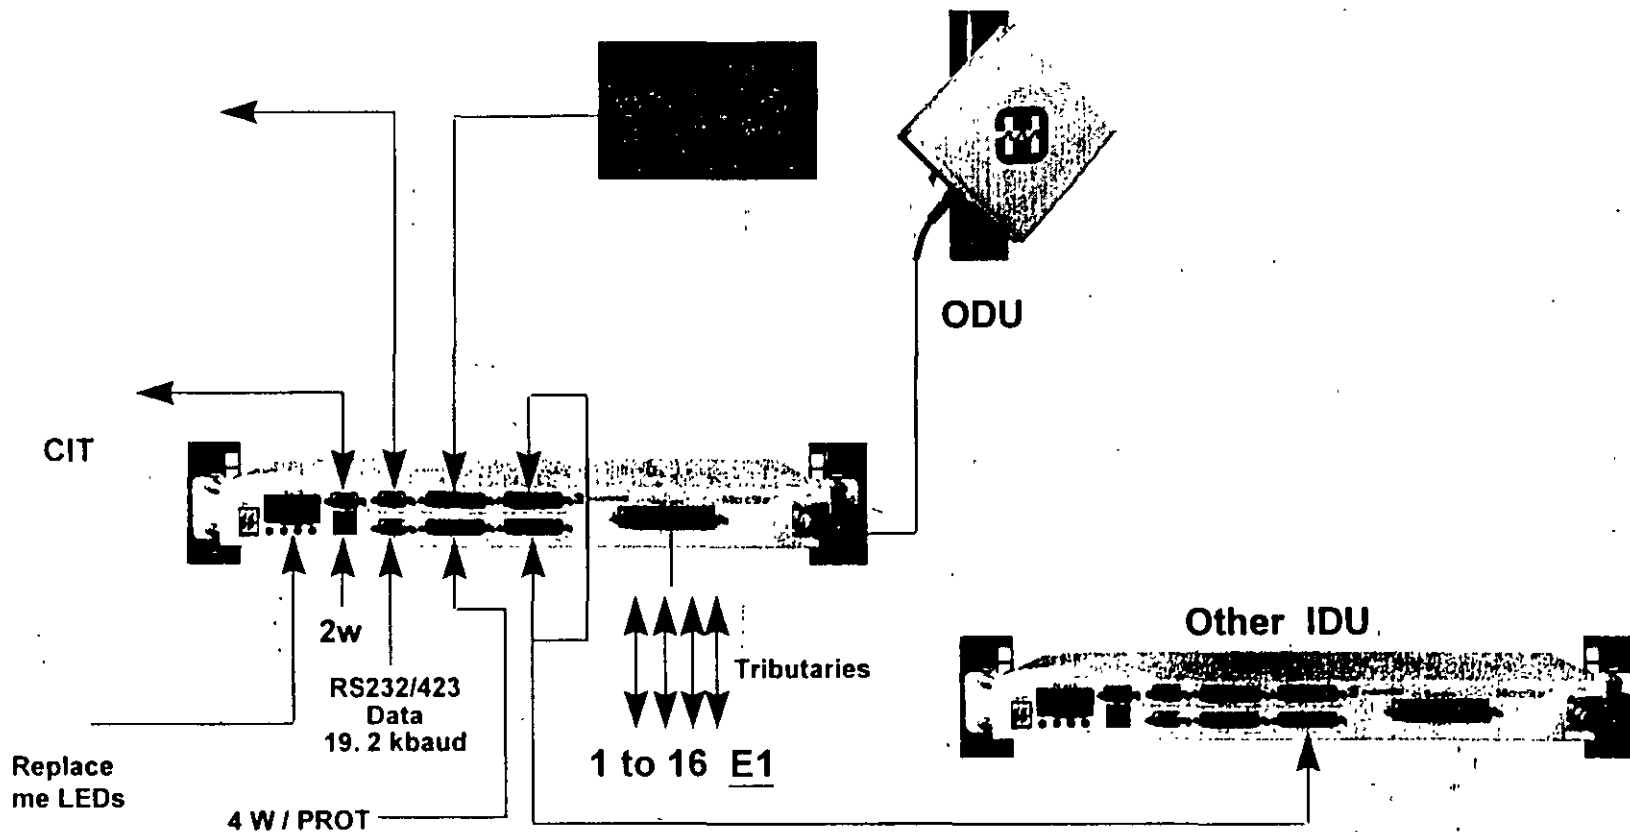 ODU
CIT
2w
RS232/423
Data
19. 2 kbaud
Tributaries
1 to 16 E1
Other IDU
Replace
me LEDs
4 W / PROT